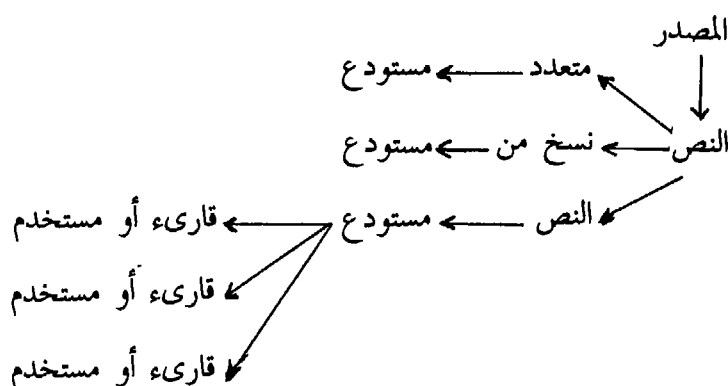 المصدر
متعدد مستودع
النص نسخ من مستودع
النص مستودع قارىء أو مستخدم
قارىء أو مستخدم
قارىء أو مستخدم